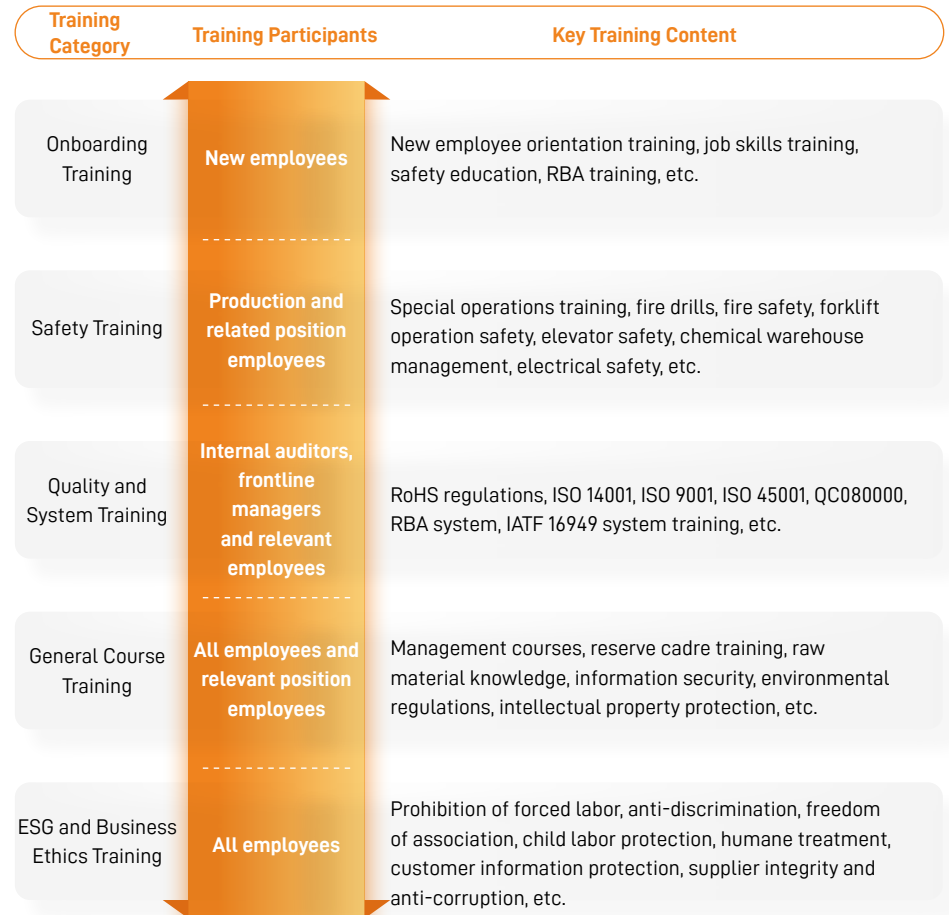 Training
Category
Training Participants
Key Training Content
Onboarding
Training
New employees
New employee orientation training, job skills training,
safety education, RBA training, etc.
Safety Training
Production and
related position
employees
Special operations training, fire drills, fire safety, forklift
operation safety, elevator safety, chemical warehouse
management, electrical safety, etc.
Quality and
System Training
Internal auditors,
frontline
managers
and relevant
employees
RoHS regulations, ISO 14001, ISO 9001, ISO 45001, QC080000,
RBA system, IATF 16949 system training, etc.
General Course
Training
All employees and
relevant position
employees
Management courses, reserve cadre training, raw
material knowledge, information security, environmental
regulations, intellectual property protection, etc.
ESG and Business
Ethics Training
All employees
Prohibition of forced labor, anti-discrimination, freedom
of association, child labor protection, humane treatment,
customer information protection, supplier integrity and
anti-corruption, etc.